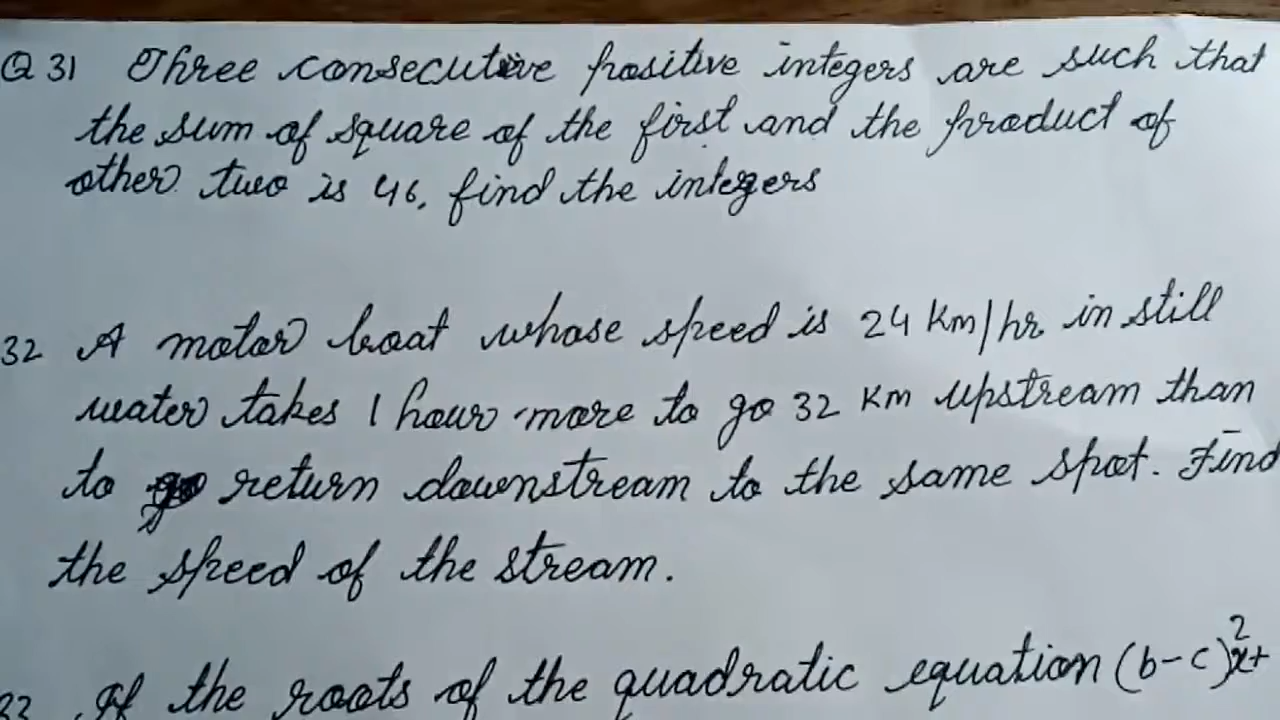 Q 31 Three consecutive positive integers are such that
the sum of square of the first and the product of
other two is 46, find the integers
32 A motor boat whose speed is 24 Km/hr in still
water takes 1 hour more to go 32 Km upstream than
to return downstream to the same spot. Find
the speed of the stream.
33 If the roots of the quadratic equation (b-c)x²+